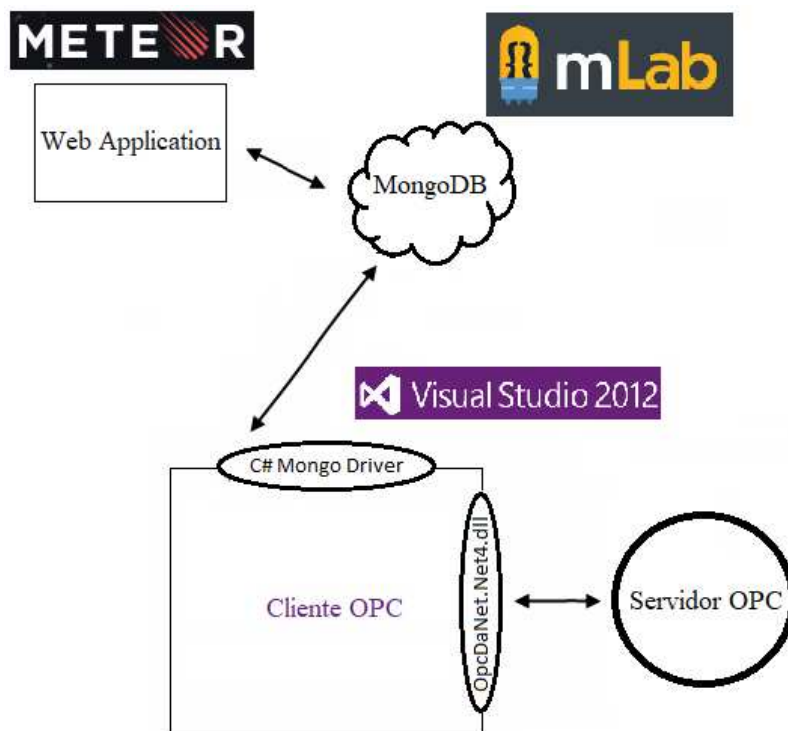 METEOR
mLab
Web Application
MongoDB
Visual Studio 2012
C# Mongo Driver
OpcDaNet.Net4.dll
Cliente OPC
Servidor OPC